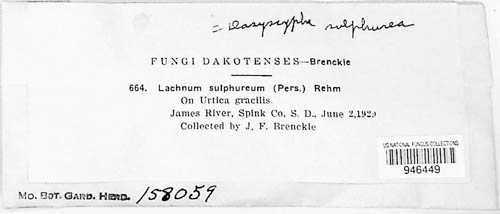 = Dasyscypha sulphurea
FUNGI DAKOTENSES—Brenckle
664. Lachnum sulphureum (Pers.) Rehm
On Urtica gracilis
James River, Spink Co, S. D., June 2,1929
Collected by J. F. Brenckle
US NATIONAL FUNGUS COLLECTIONS
946449
Mo. Bot. Gard. Herb. 158059